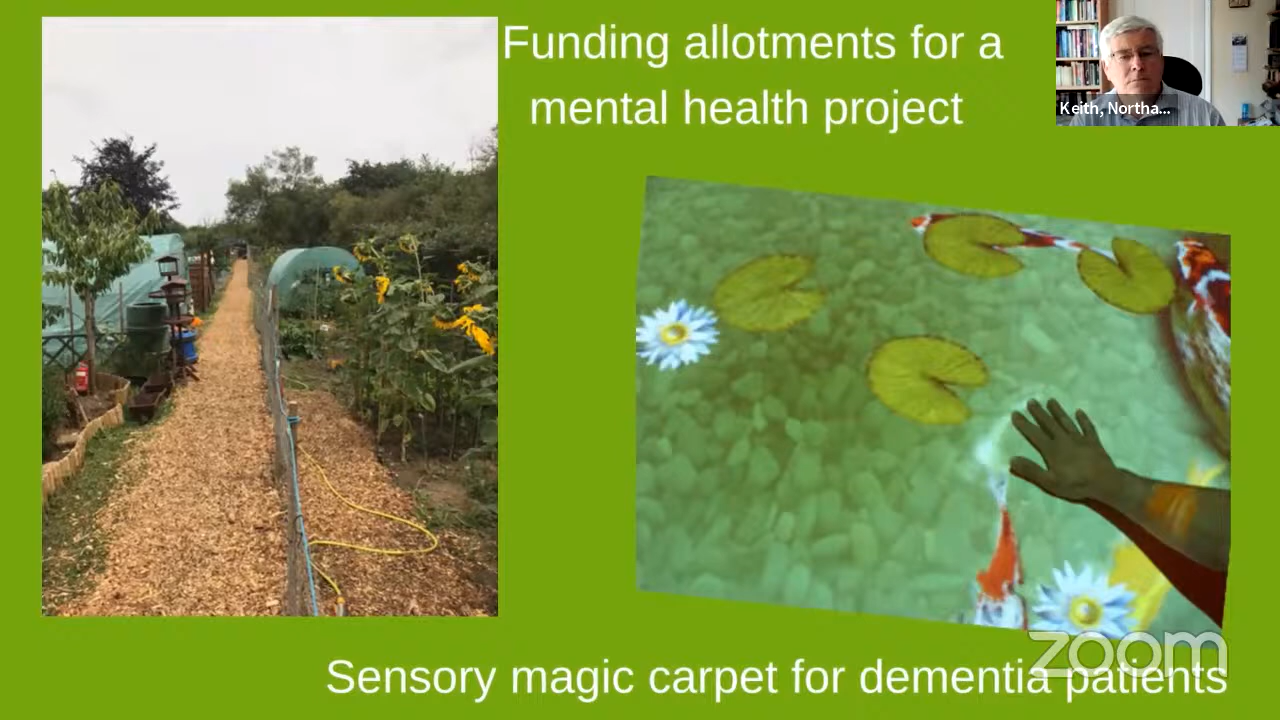 Funding allotments for a
mental health project
Keith, Northa...
Sensory magic carpet for dementia patients
zoom